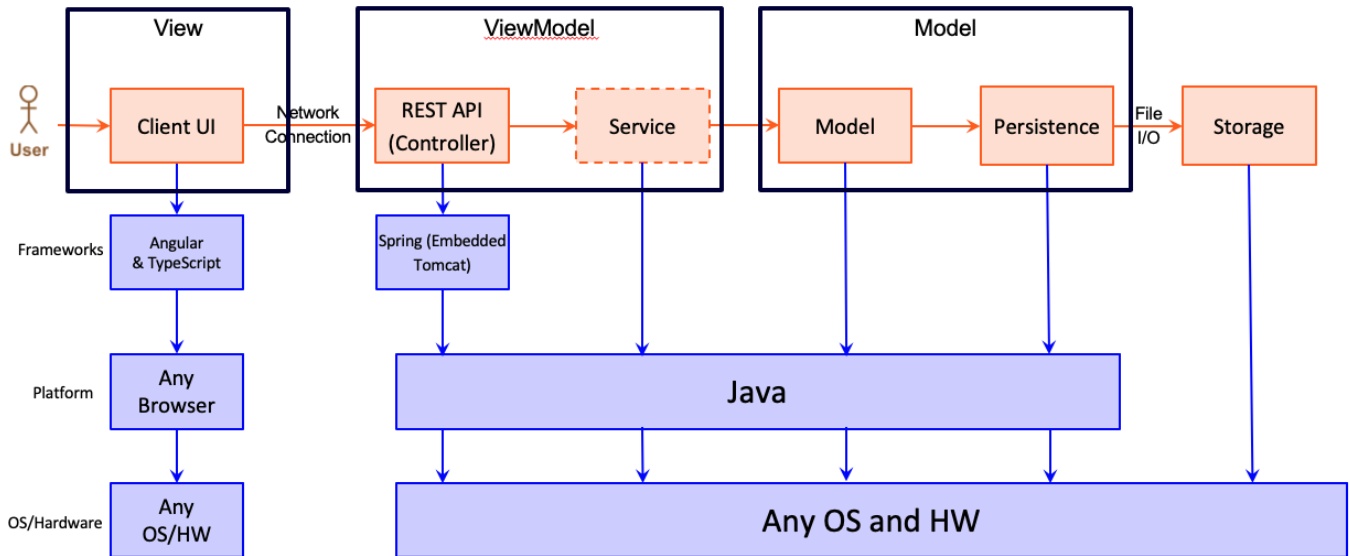 View
ViewModel
Model
User
Client UI
Network
Connection
REST API
(Controller)
Service
Model
Persistence
File
I/O
Storage
Frameworks
Angular
& TypeScript
Spring (Embedded
Tomcat)
Platform
Any
Browser
Java
OS/Hardware
Any
OS/HW
Any OS and HW